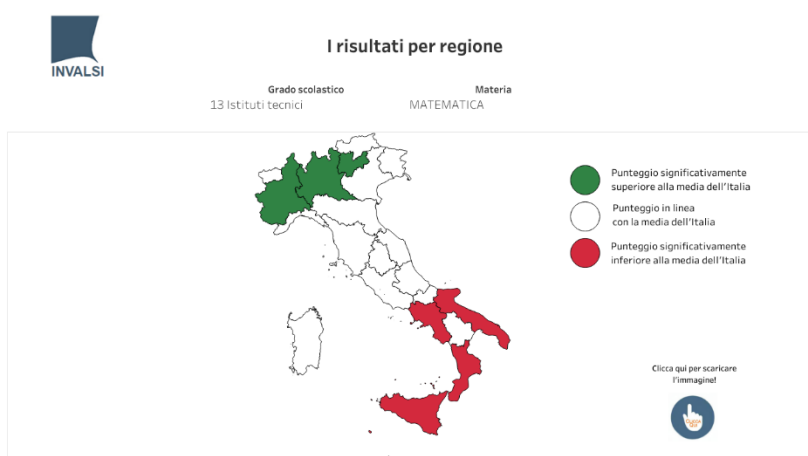 INVALSI
I risultati per regione
Grado scolastico
13 Istituti tecnici
Materia
MATEMATICA
Punteggio significativamente
superiore alla media dell'Italia
Punteggio in linea
con la media dell'Italia
Punteggio significativamente
inferiore alla media dell'Italia
Clicca qui per scaricare
l'immagine!